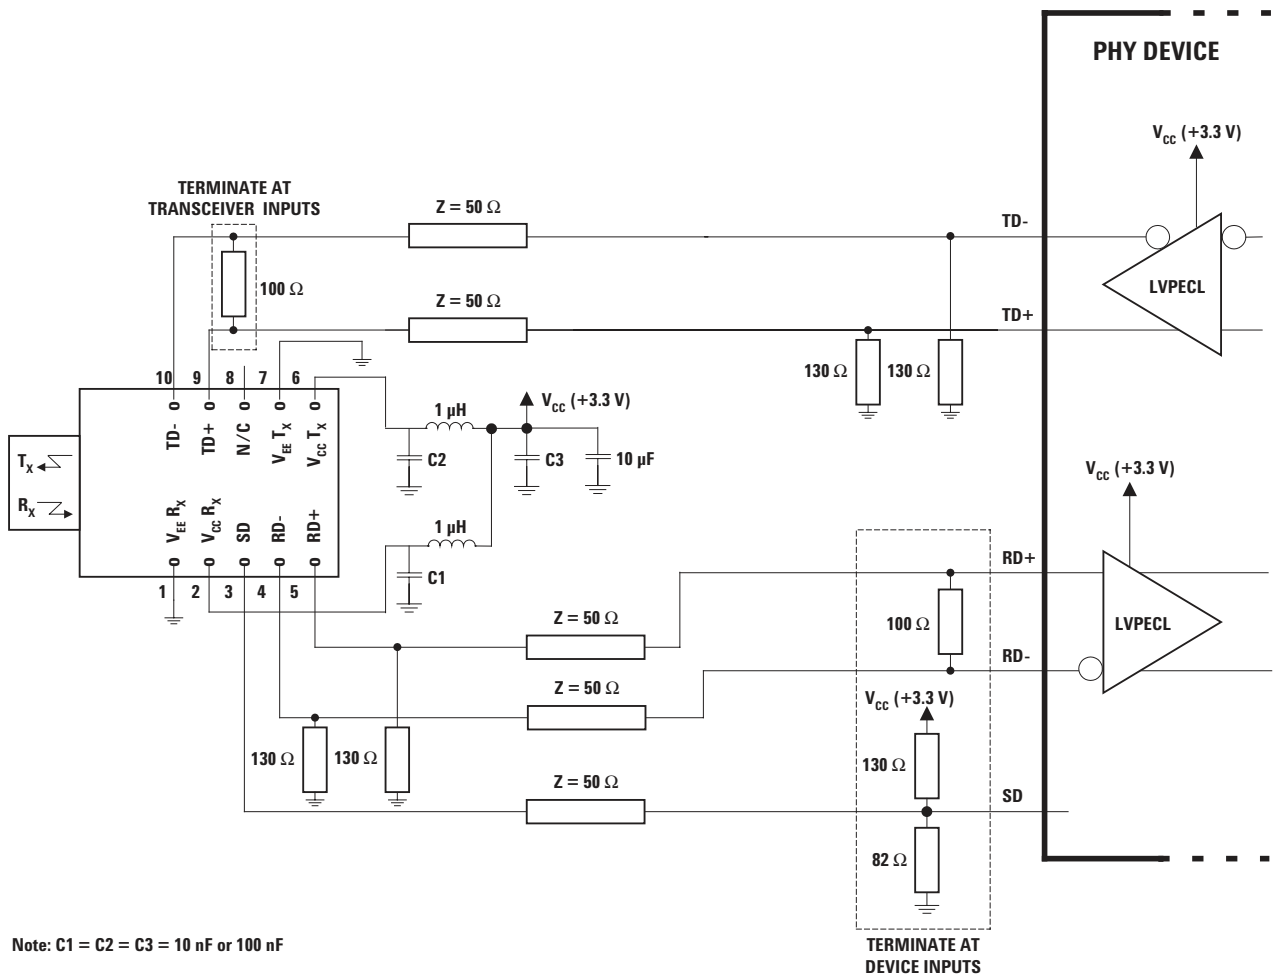 PHY DEVICE
V_CC (+3.3 V)
TERMINATE AT
TRANSCEIVER INPUTS
Z = 50 Ω
TD-
LVPECL
100 Ω
Z = 50 Ω
TD+
130 Ω
130 Ω
10 9 8 7 6
TD-
TD+
N/C
V_EE T_X
V_CC T_X
1 µH
V_CC (+3.3 V)
C2
C3
10 µF
T_X
R_X
V_EE R_X
V_CC R_X
SD
RD-
RD+
1 µH
C1
1 2 3 4 5
V_CC (+3.3 V)
RD+
Z = 50 Ω
100 Ω
LVPECL
RD-
Z = 50 Ω
V_CC (+3.3 V)
130 Ω
130 Ω
130 Ω
Z = 50 Ω
SD
82 Ω
Note: C1 = C2 = C3 = 10 nF or 100 nF
TERMINATE AT
DEVICE INPUTS